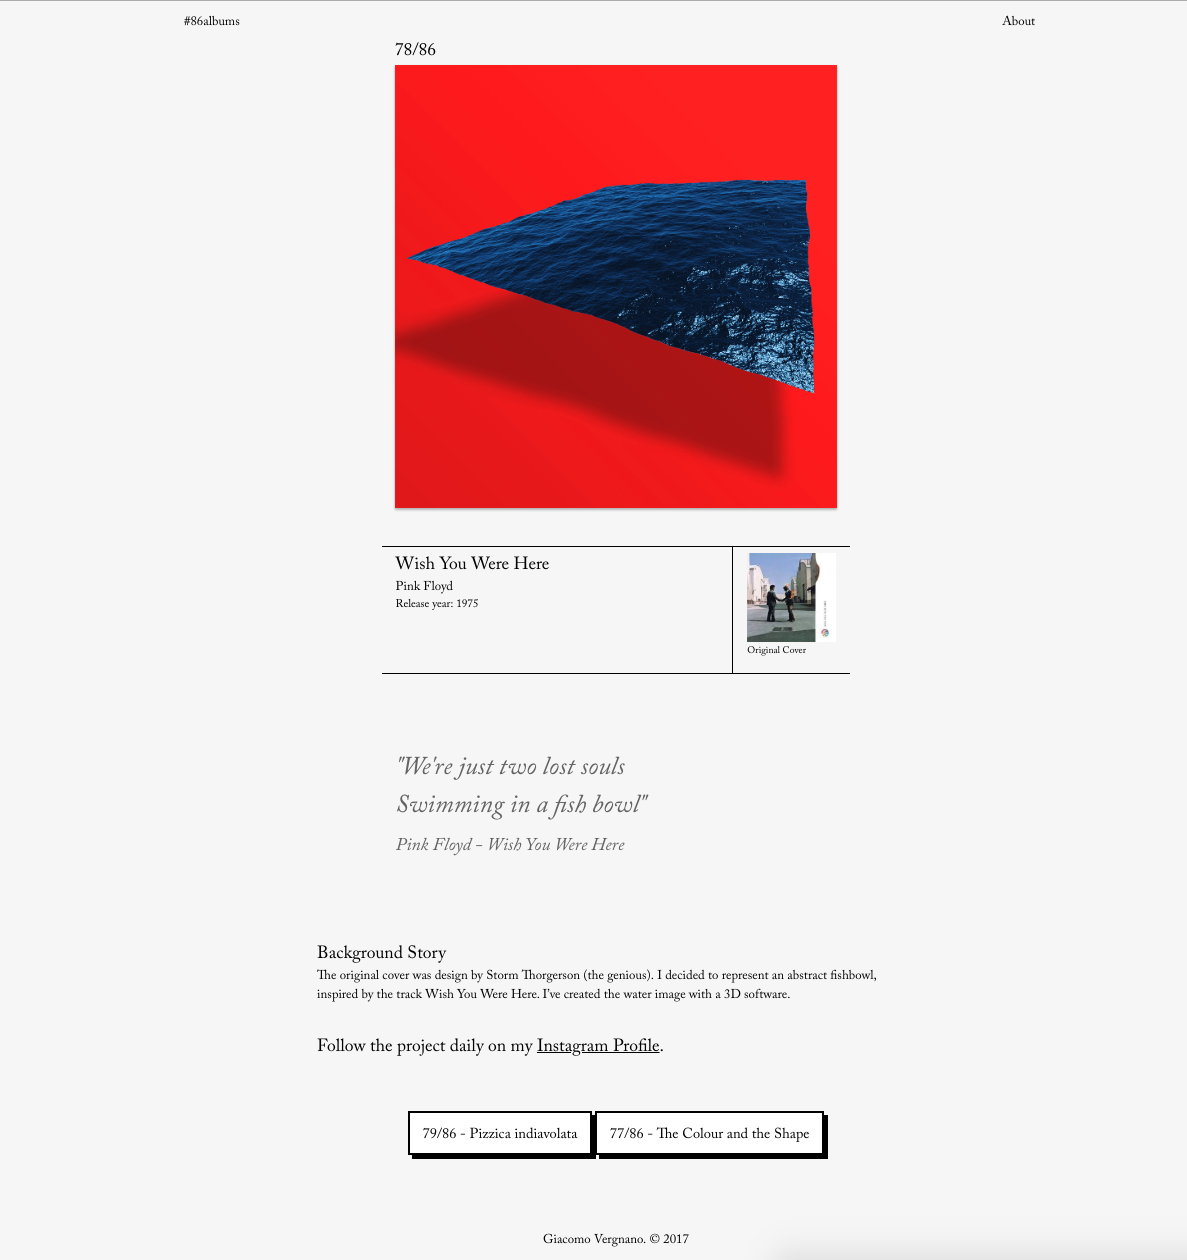 #86albums
About
78/86
Wish You Were Here
Pink Floyd
Release year: 1975
Original Cover
"We're just two lost souls
Swimming in a fish bowl"
Pink Floyd - Wish You Were Here
Background Story
The original cover was design by Storm Thorgerson (the genious). I decided to represent an abstract fishbowl,
inspired by the track Wish You Were Here. I've created the water image with a 3D software.
Follow the project daily on my Instagram Profile.
79/86 - Pizzica indiavolata
77/86 - The Colour and the Shape
Giacomo Vergnano. © 2017